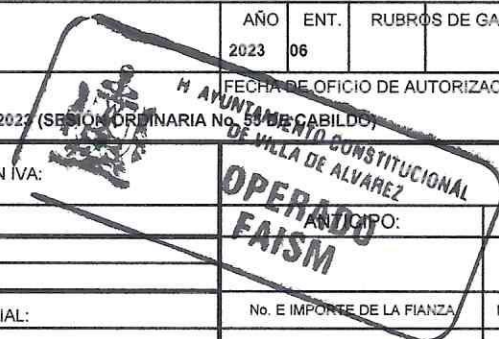 AÑO ENT. RUBROS DE GA
2023 06
FECHA DE OFICIO DE AUTORIZAC
2023 (SESIÓN ORDINARIA No. 55 DE CABILDO)
H AYUNTAMIENTO CONSTITUCIONAL
DE VILLA DE ALVAREZ
OPERADO
FAISM
N IVA:
ANTICIPO:
IAL:
No. E IMPORTE DE LA FIANZA